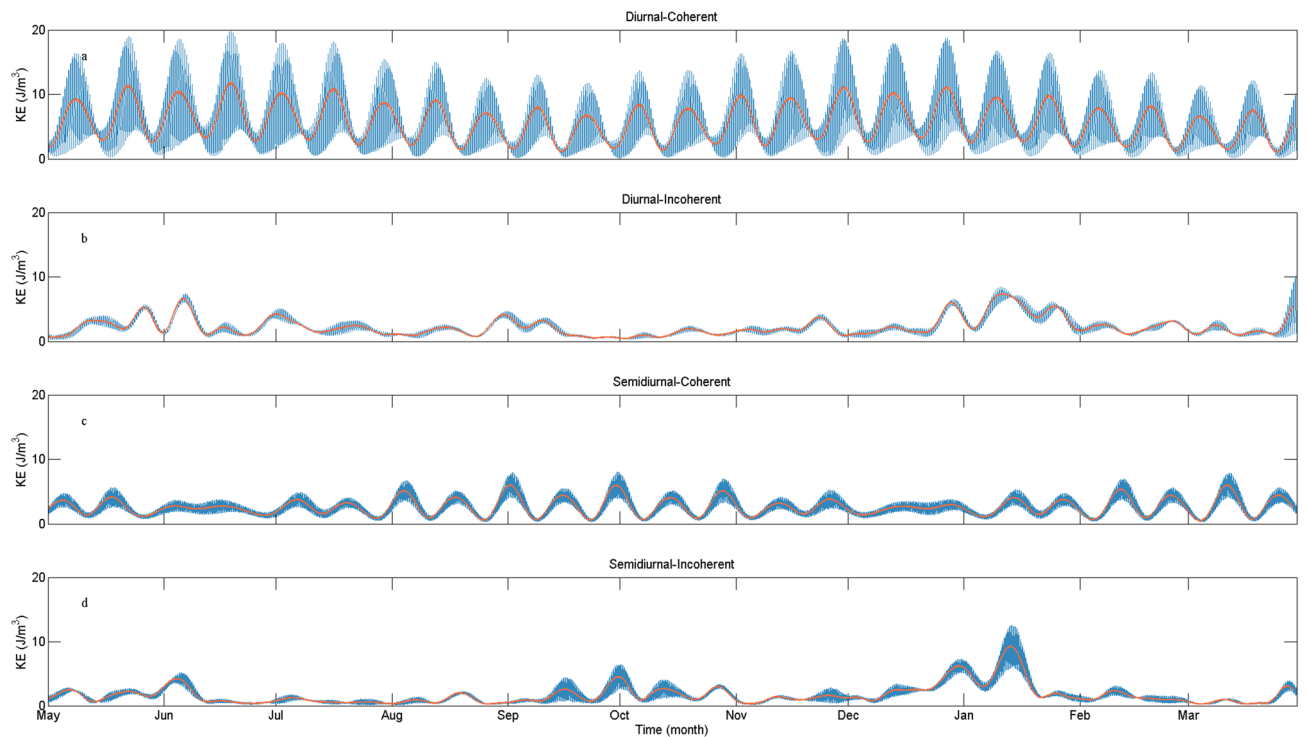 Diurnal-Coherent
20
10
0
KE (J/m³)
a
Diurnal-Incoherent
20
10
0
KE (J/m³)
b
Semidiurnal-Coherent
20
10
0
KE (J/m³)
c
Semidiurnal-Incoherent
20
10
0
KE (J/m³)
d
May Jun Jul Aug Sep Oct Nov Dec Jan Feb Mar
Time (month)